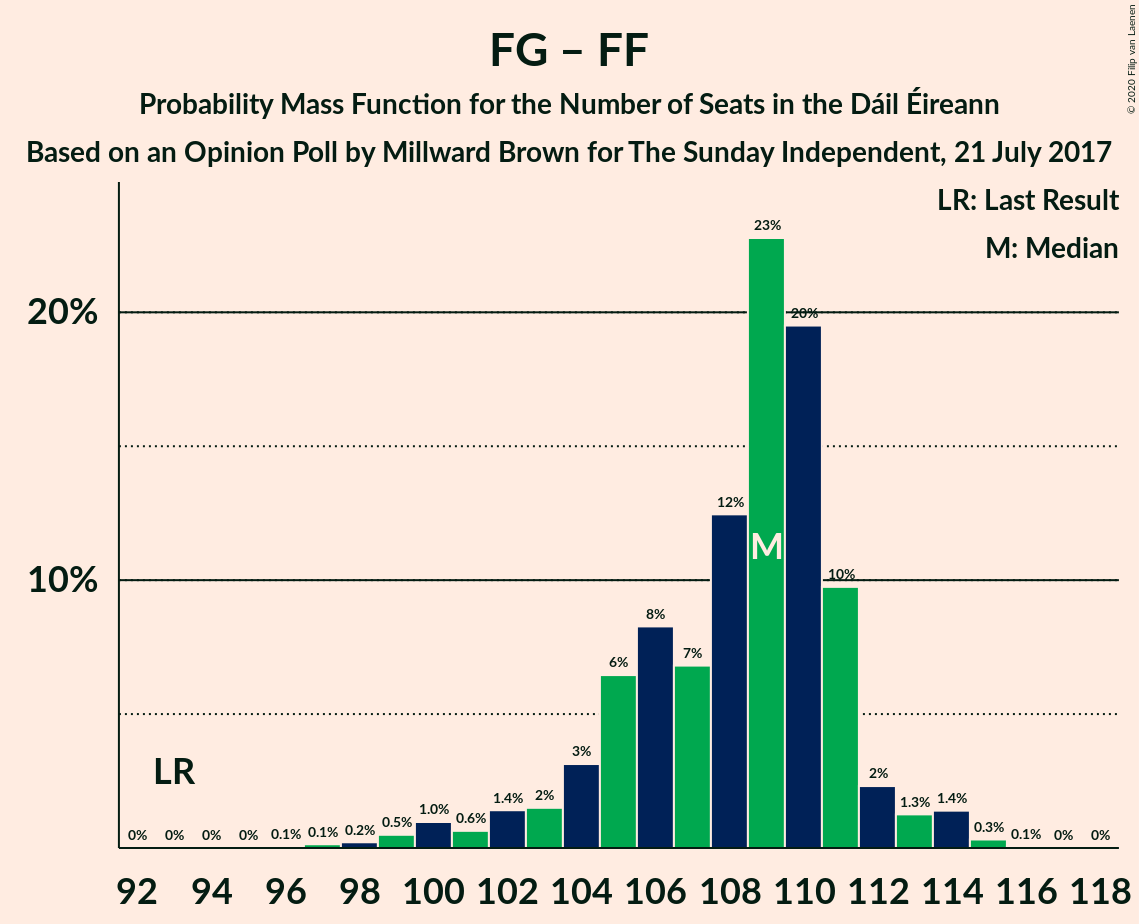 FG – FF
Probability Mass Function for the Number of Seats in the Dáil Éireann
Based on an Opinion Poll by Millward Brown for The Sunday Independent, 21 July 2017
© 2020 Filip van Laenen
LR: Last Result
M: Median
20%
10%
0% 0% 0% 0% 0.1% 0.1% 0.2% 0.5% 1.0% 0.6% 1.4% 2% 3% 6% 8% 7% 12% 23% 20% 10% 2% 1.3% 1.4% 0.3% 0.1% 0% 0%
M
LR
92 94 96 98 100 102 104 106 108 110 112 114 116 118